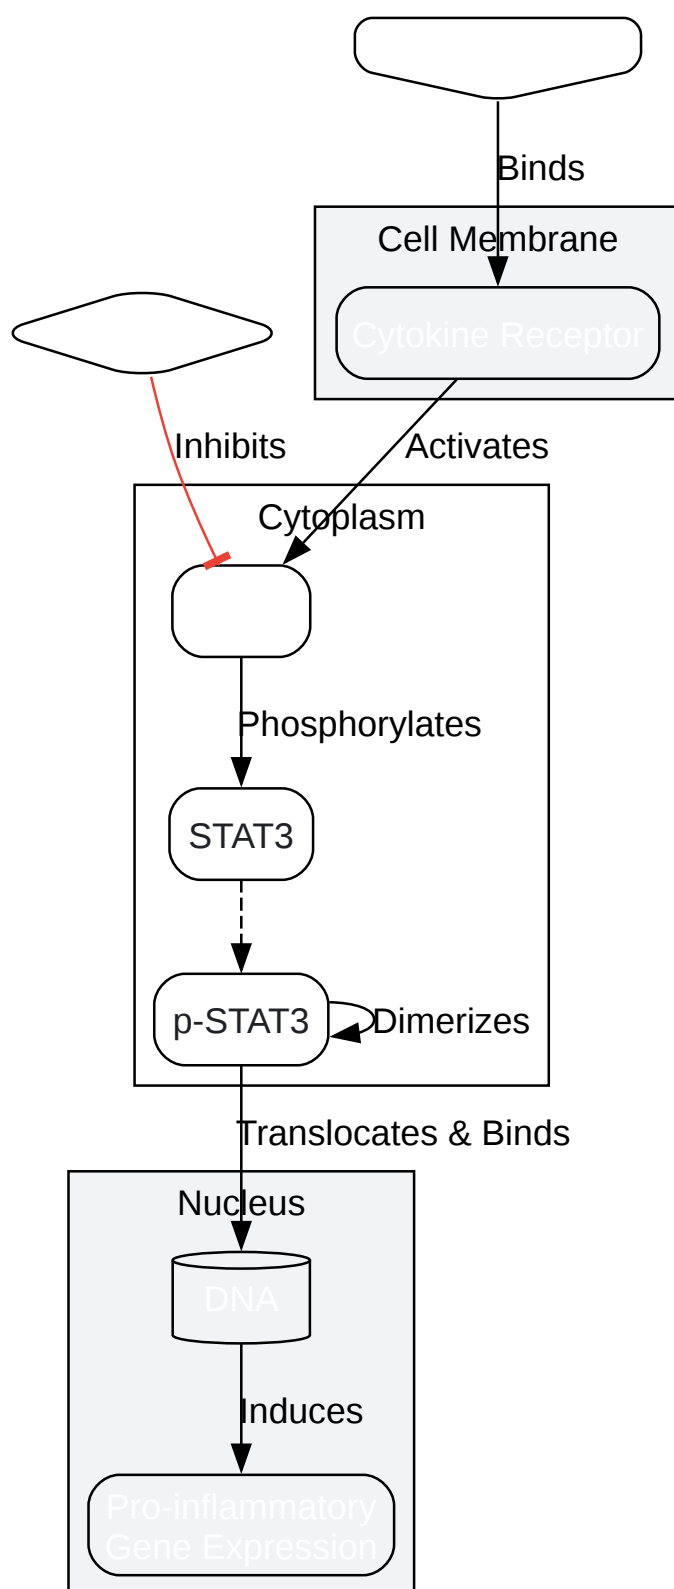 Binds
Cell Membrane
Cytokine Receptor
Inhibits
Activates
Cytoplasm
Phosphorylates
STAT3
p-STAT3
Dimerizes
Translocates & Binds
Nucleus
DNA
Induces
Pro-inflammatory
Gene Expression